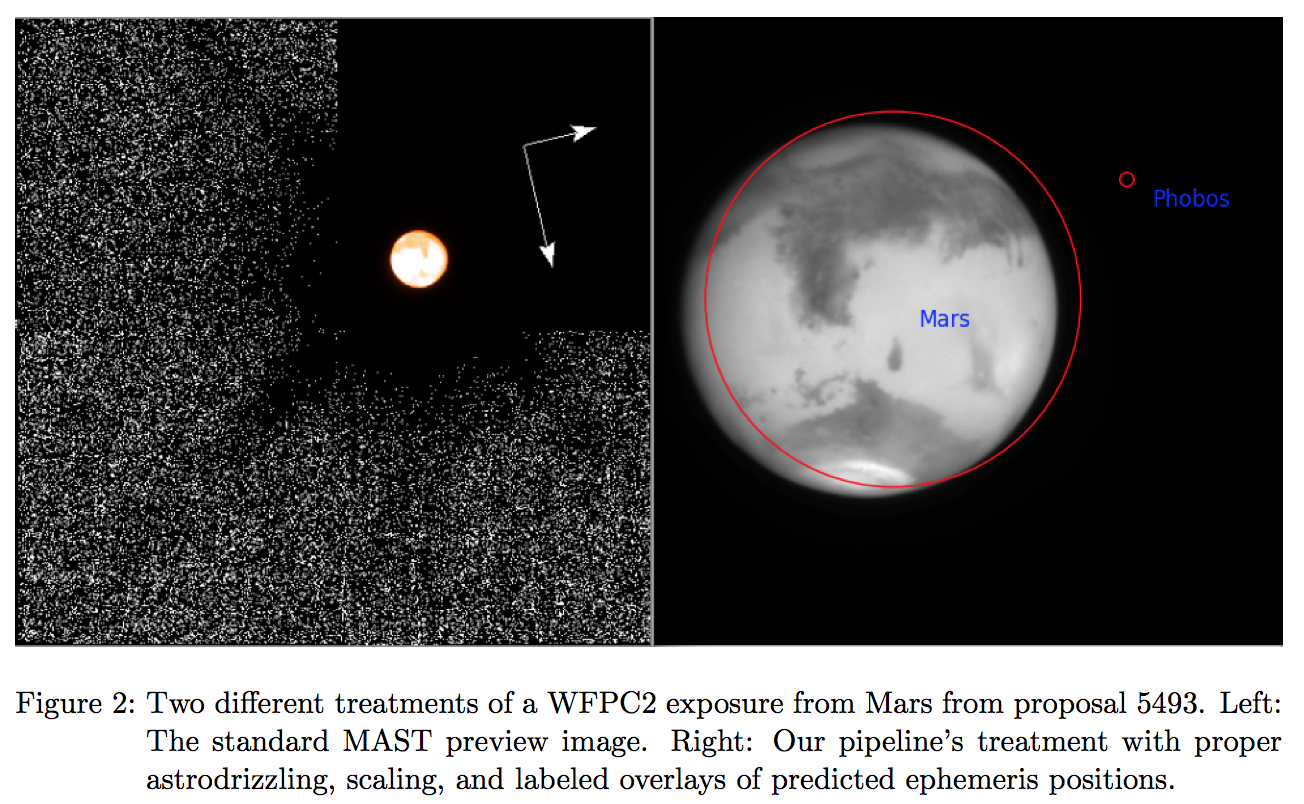 Phobos
Mars
Figure 2: Two different treatments of a WFPC2 exposure from Mars from proposal 5493. Left:
The standard MAST preview image. Right: Our pipeline's treatment with proper
astrodrizzling, scaling, and labeled overlays of predicted ephemeris positions.